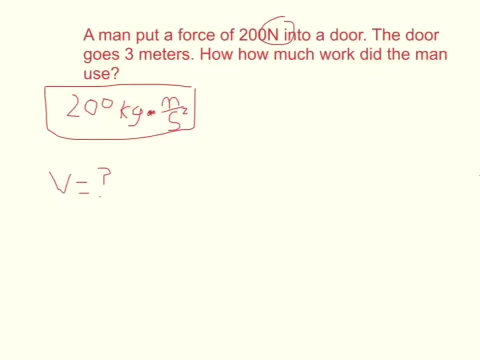 A man put a force of 200N into a door. The door
goes 3 meters. How how much work did the man
use?
200 kg · m/s²
V = ?